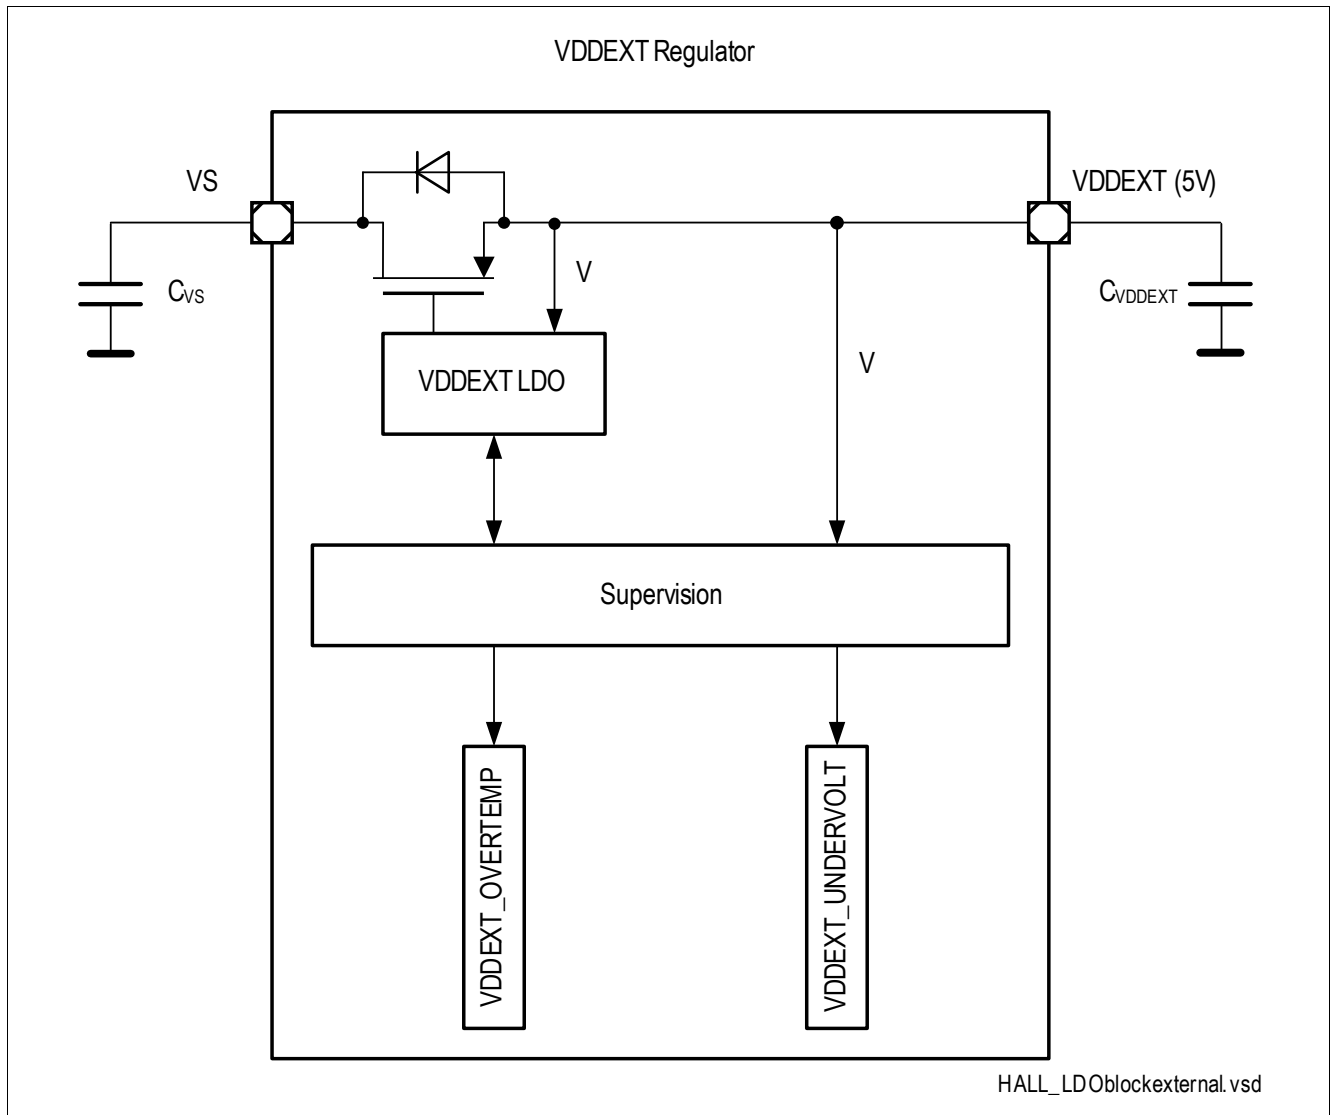 VDDEXT Regulator
VS
VDDEXT (5V)
CVS
V
CVDDEXT
VDDEXT LDO
V
Supervision
VDDEXT_OVERTEMP
VDDEXT_UNDERVOLT
HALL_LDOblockexternal.vsd